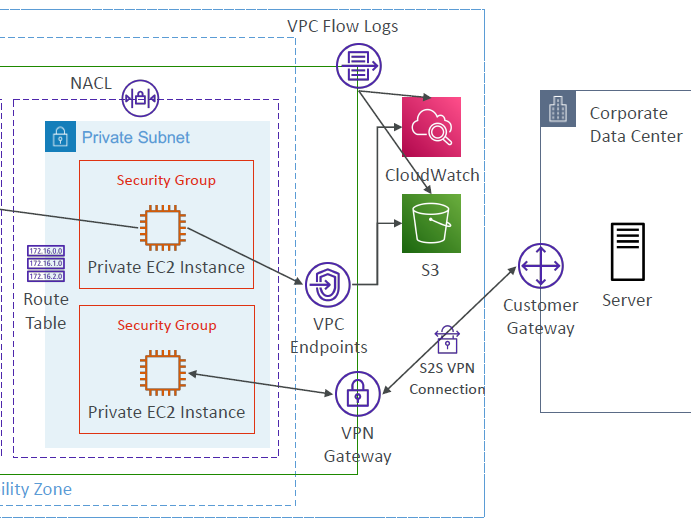 VPC Flow Logs
NACL
Corporate
Data Center
Private Subnet
CloudWatch
Security Group
Private EC2 Instance
172.16.0.0
172.16.1.0
172.16.2.0
Route
Table
S3
VPC
Endpoints
Customer
Gateway
Server
Security Group
Private EC2 Instance
S2S VPN
Connection
VPN
Gateway
ility Zone